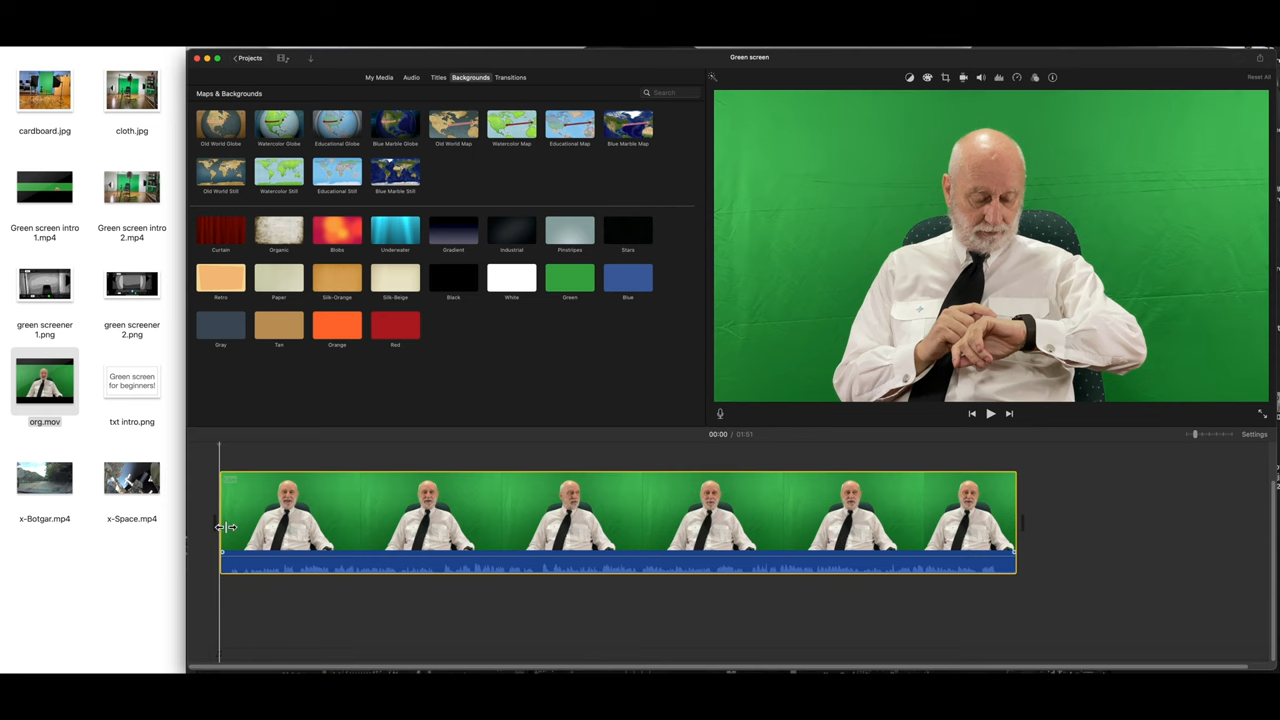 cardboard.jpg
cloth.jpg
Green screen intro 1.mp4
Green screen intro 2.mp4
green screener 1.png
green screener 2.png
org.mov
Green screen
for beginners!
txt intro.png
x-Botgar.mp4
x-Space.mp4
Projects
Green screen
My Media
Audio
Titles
Backgrounds
Transitions
Reset All
Maps & Backgrounds
Search
Old World Globe
Watercolor Globe
Educational Globe
Blue Marble Globe
Old World Map
Watercolor Map
Educational Map
Blue Marble Map
Old World Still
Watercolor Still
Educational Still
Blue Marble Still
Curtain
Organic
Blobs
Underwater
Gradient
Industrial
Pinstripes
Stars
Retro
Paper
Silk-Orange
Silk-Beige
Black
White
Green
Blue
Gray
Tan
Orange
Red
00:00 / 01:51
Settings